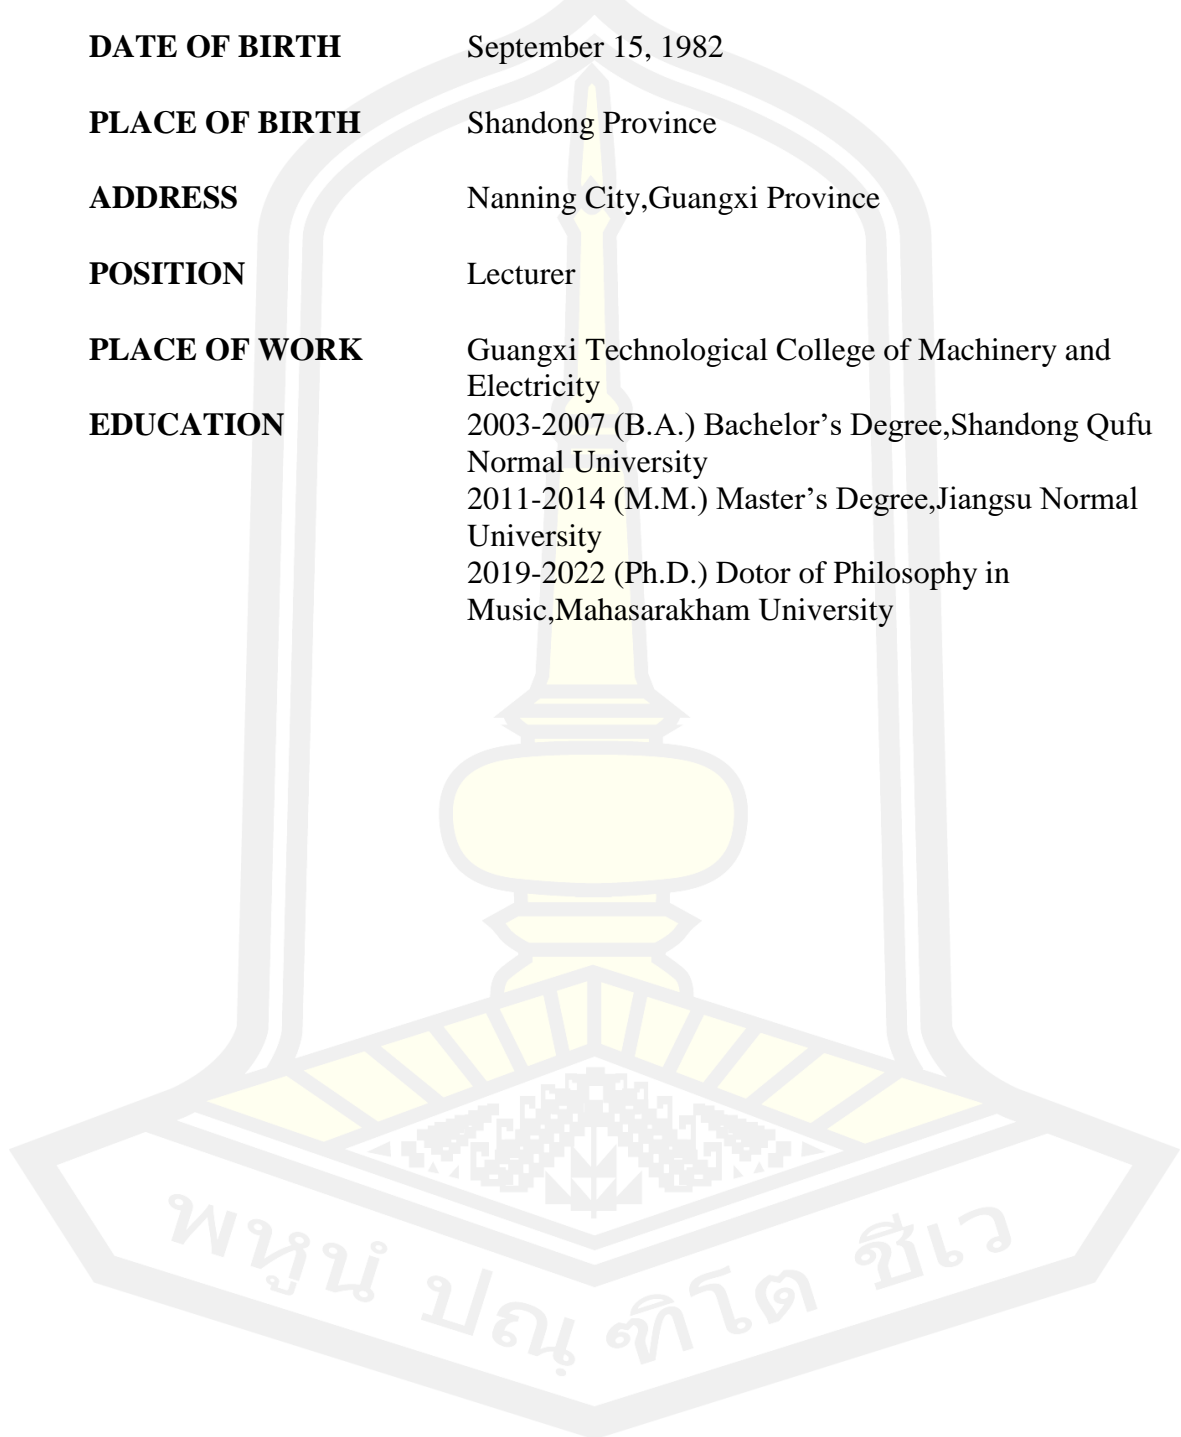 DATE OF BIRTH September 15, 1982
PLACE OF BIRTH Shandong Province
ADDRESS Nanning City,Guangxi Province
POSITION Lecturer
PLACE OF WORK Guangxi Technological College of Machinery and
Electricity
EDUCATION 2003-2007 (B.A.) Bachelor’s Degree,Shandong Qufu
Normal University
2011-2014 (M.M.) Master’s Degree,Jiangsu Normal
University
2019-2022 (Ph.D.) Dotor of Philosophy in
Music,Mahasarakham University
พหูนํ ปณฺฑิโต ชีเว